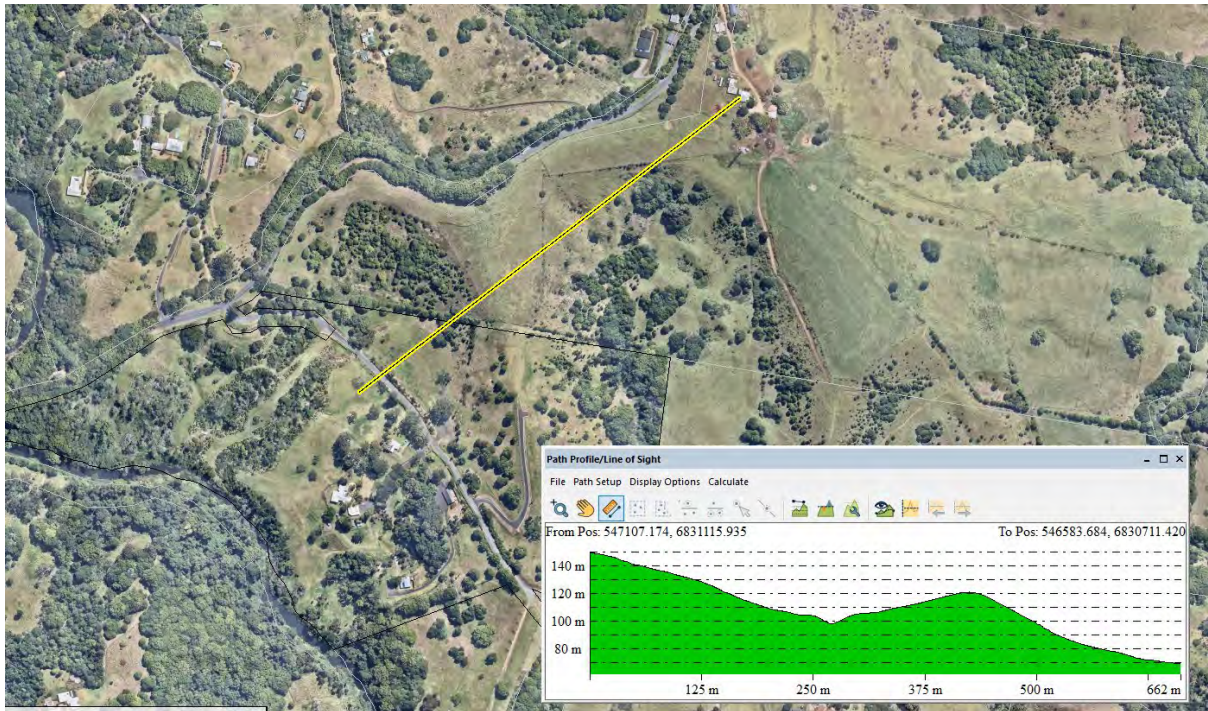 Path Profile/Line of Sight
File Path Setup Display Options Calculate
From Pos: 547107.174, 6831115.935 To Pos: 546583.684, 6830711.420
140 m
120 m
100 m
80 m
125 m 250 m 375 m 500 m 662 m